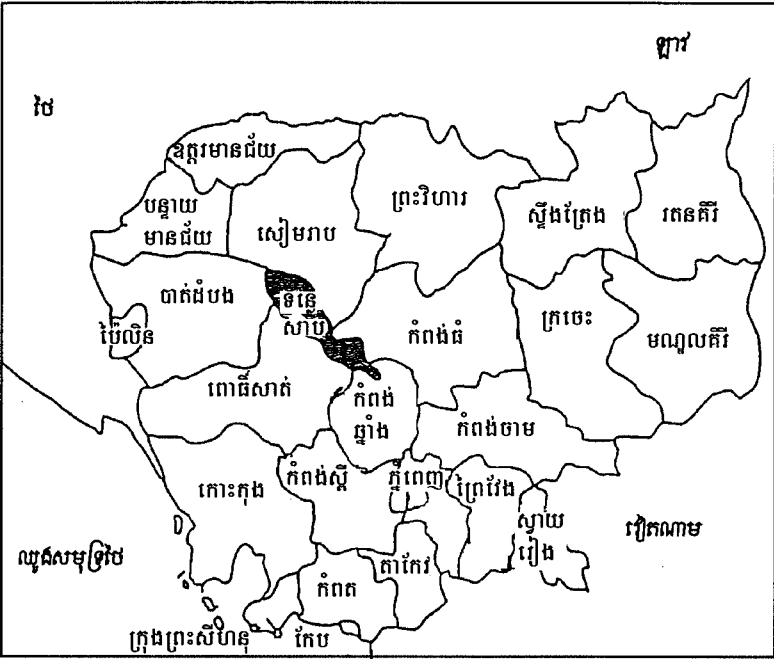 ឡាវ
ថៃ
ឧត្តរមានជ័យ
បន្ទាយ
មានជ័យ
សៀមរាប
ព្រះវិហារ
ស្ទឹងត្រែង
រតនគីរី
បាត់ដំបង
ទន្លេ
សាប
ប៉ៃលិន
កំពង់ធំ
ក្រចេះ
មណ្ឌលគីរី
ពោធិ៍សាត់
កំពង់
ឆ្នាំង
កំពង់ចាម
កោះកុង
កំពង់ស្ពឺ
ភ្នំពេញ
ព្រៃវែង
ស្វាយ
រៀង
វៀតណាម
ឈូងសមុទ្រថៃ
តាកែវ
កំពត
ក្រុងព្រះសីហនុ
កែប